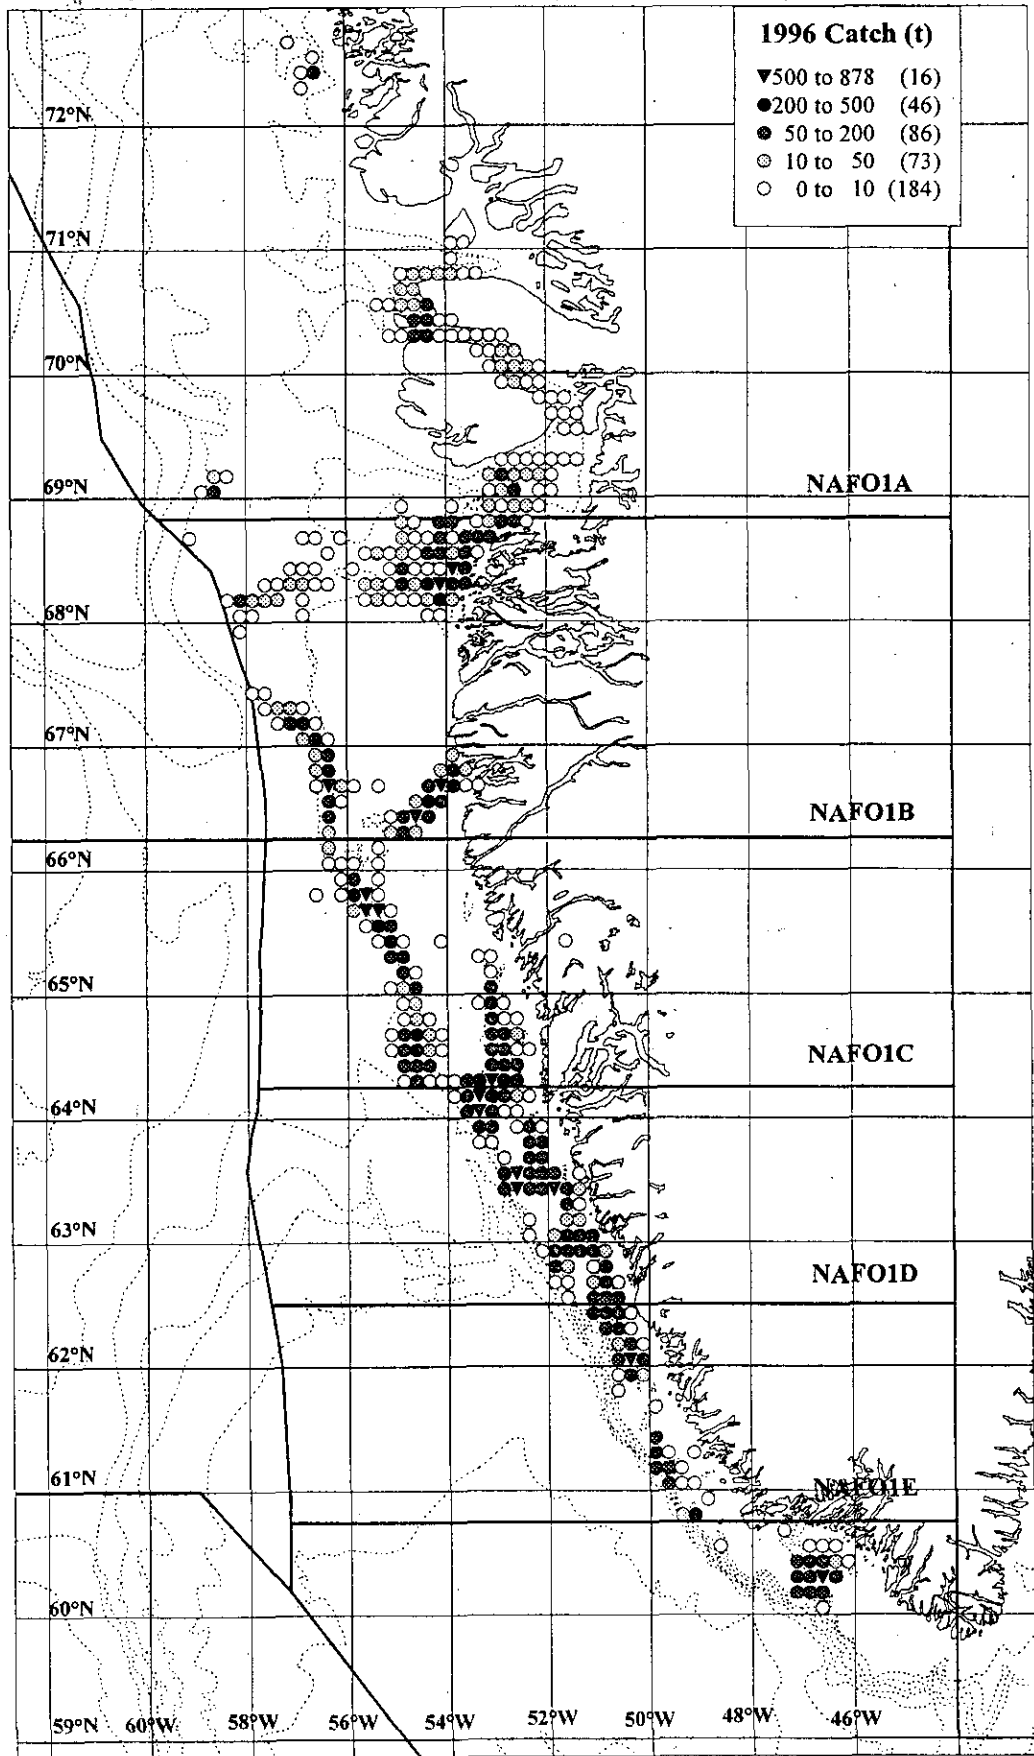 1996 Catch (t)
▼500 to 878 (16)
●200 to 500 (46)
50 to 200 (86)
10 to 50 (73)
0 to 10 (184)
72°N
71°N
70°N
NAFO1A
69°N
68°N
67°N
NAFO1B
66°N
65°N
NAFO1C
64°N
63°N
NAFO1D
62°N
61°N
NAFO1E
60°N
59°N 60°W 58°W 56°W 54°W 52°W 50°W 48°W 46°W